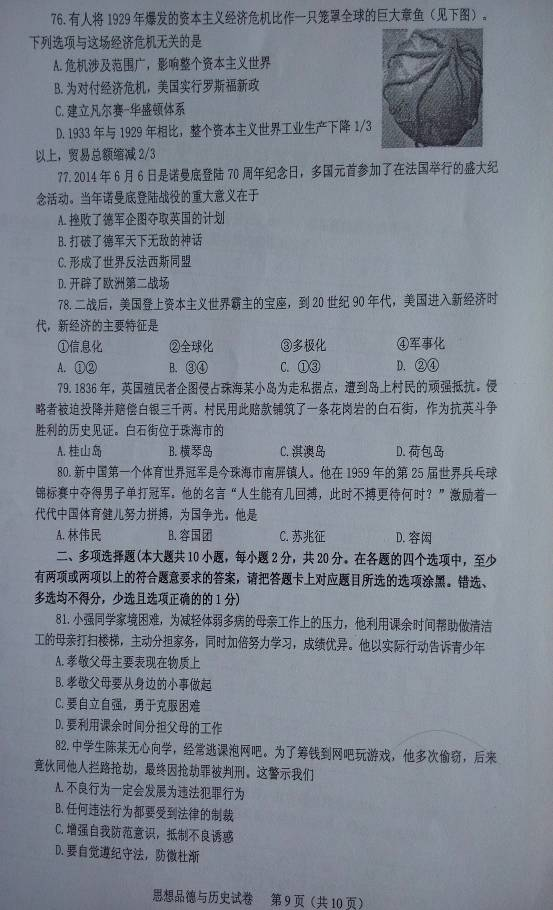 76.有人将 1929 年爆发的资本主义经济危机比作一只笼罩全球的巨大章鱼（见下图）。
下列选项与这场经济危机无关的是
A.危机涉及范围广，影响整个资本主义世界
B.为对付经济危机，美国实行罗斯福新政
C.建立凡尔赛-华盛顿体系
D.1933 年与 1929 年相比，整个资本主义世界工业生产下降 1/3
以上，贸易总额缩减 2/3
77.2014 年 6 月 6 日是诺曼底登陆 70 周年纪念日，多国元首参加了在法国举行的盛大纪
念活动。当年诺曼底登陆战役的重大意义在于
A.挫败了德军企图夺取英国的计划
B.打破了德军天下无敌的神话
C.形成了世界反法西斯同盟
D.开辟了欧洲第二战场
78.二战后，美国登上资本主义世界霸主的宝座，到 20 世纪 90 年代，美国进入新经济时
代，新经济的主要特征是
①信息化 ②全球化 ③多极化 ④军事化
A. ①② B. ③④ C. ①③ D. ②④
79.1836 年，英国殖民者企图侵占珠海某小岛为走私据点，遭到岛上村民的顽强抵抗。侵
略者被迫投降并赔偿白银三千两。村民用此赔款铺筑了一条花岗岩的白石街，作为抗英斗争
胜利的历史见证。白石街位于珠海市的
A.桂山岛 B.横琴岛 C.淇澳岛 D.荷包岛
80.新中国第一个体育世界冠军是今珠海市南屏镇人。他在 1959 年的第 25 届世界乒乓球
锦标赛中夺得男子单打冠军。他的名言“人生能有几回搏，此时不搏更待何时？”激励着一
代代中国体育健儿努力拼搏，为国争光。他是
A.林伟民 B.容国团 C.苏兆征 D.容闳
二、多项选择题(本大题共 10 小题，每小题 2 分，共 20 分。在各题的四个选项中，至少
有两项或两项以上的符合题意要求的答案，请把答题卡上对应题目所选的选项涂黑。错选、
多选均不得分，少选且选项正确的的 1 分)
81.小强同学家境困难，为减轻体弱多病的母亲工作上的压力，他利用课余时间帮助做清洁
工的母亲打扫楼梯，主动分担家务，同时加倍努力学习，成绩优异。他以实际行动告诉青少年
A.孝敬父母主要表现在物质上
B.孝敬父母要从身边的小事做起
C.要自立自强，勇于克服困难
D.要利用课余时间分担父母的工作
82.中学生陈某无心向学，经常逃课泡网吧。为了筹钱到网吧玩游戏，他多次偷窃，后来
竟伙同他人拦路抢劫，最终因抢劫罪被判刑。这警示我们
A.不良行为一定会发展为违法犯罪行为
B.任何违法行为都要受到法律的制裁
C.增强自我防范意识，抵制不良诱惑
D.要自觉遵纪守法，防微杜渐
思想品德与历史试卷 第 9 页（共 10 页）